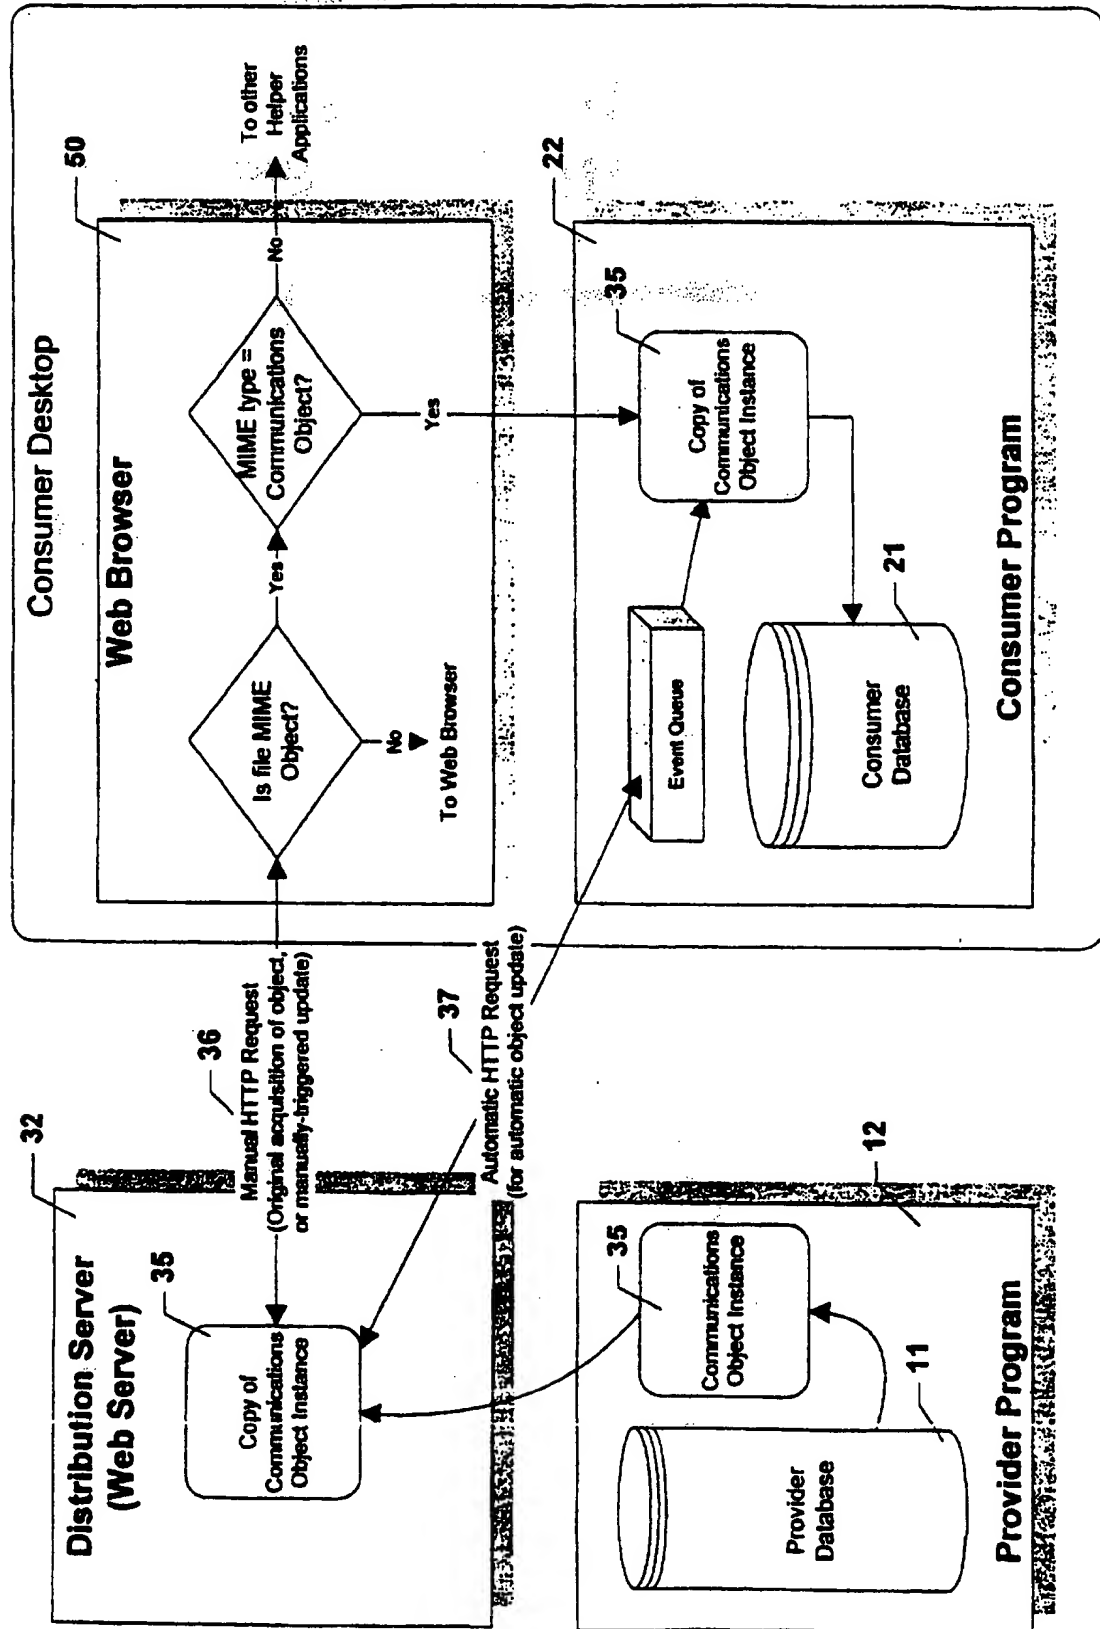 Consumer Desktop
Distribution Server
(Web Server)
32
35
Copy of
Communications
Object Instance
36
Manual HTTP Request
(Original acquisition of object,
or manually-triggered update)
37
Automatic HTTP Request
(for automatic object update)
Web Browser
50
Is file MIME
Object?
No
To Web Browser
Yes
MIME type =
Communications
Object?
No
To other
Helper
Applications
Yes
Provider Program
12
Provider
Database
11
35
Communications
Object Instance
Consumer Program
22
Event Queue
35
Copy of
Communications
Object Instance
Consumer
Database
21